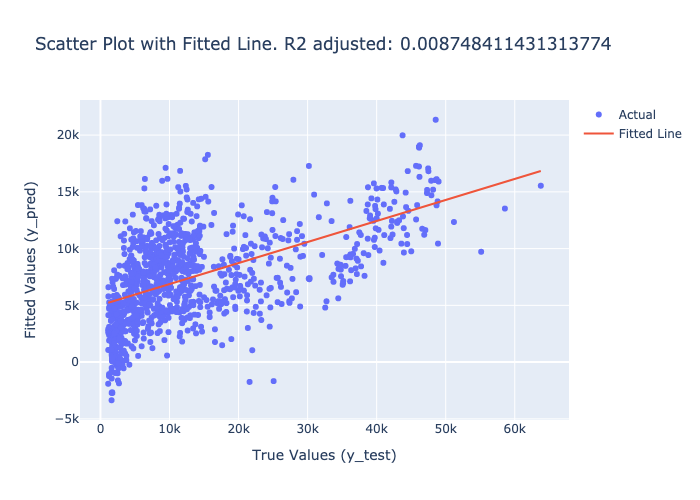 Scatter Plot with Fitted Line. R2 adjusted: 0.008748411431313774
Actual
Fitted Line
20k
15k
10k
5k
0
−5k
Fitted Values (y_pred)
0 10k 20k 30k 40k 50k 60k
True Values (y_test)